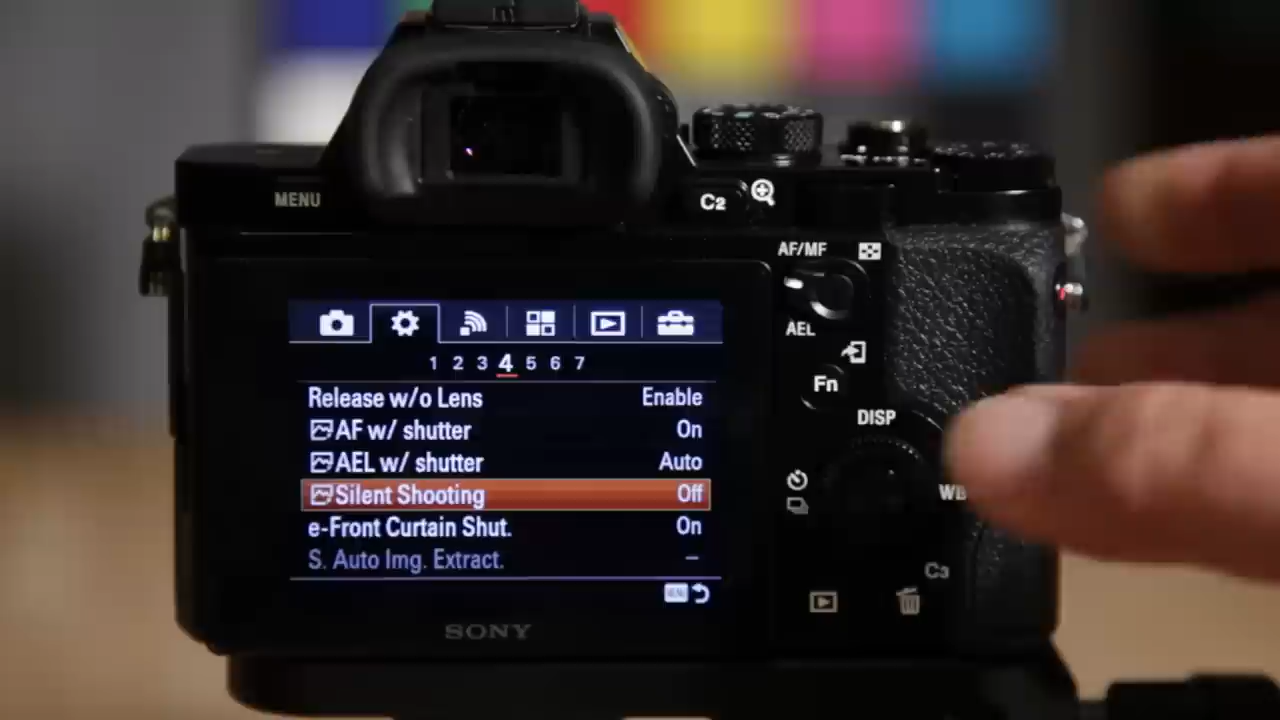 MENU
C2
AF/MF
AEL
Fn
DISP
WB
C3
1 2 3 4 5 6 7
Release w/o Lens Enable
AF w/ shutter On
AEL w/ shutter Auto
Silent Shooting Off
e-Front Curtain Shut. On
S. Auto Img. Extract. –
MENU
SONY